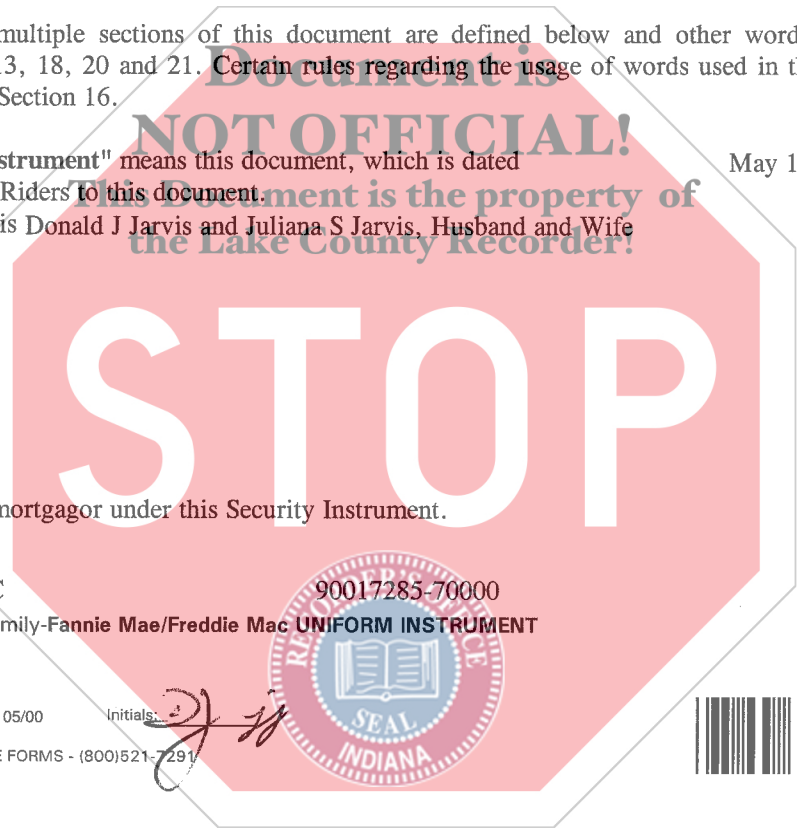 multiple sections of this document are defined below and other word
Document is
13, 18, 20 and 21. Certain rules regarding the usage of words used in t
Section 16.
NOT OFFICIAL!
strument" means this document, which is dated May 1
This Document is the property of
Riders to this document.
is Donald J Jarvis and Juliana S Jarvis, Husband and Wife
the Lake County Recorder!
STOP
mortgagor under this Security Instrument.
90017285-70000
mily-Fannie Mae/Freddie Mac UNIFORM INSTRUMENT
RECORDER'S OFFICE
SEAL
INDIANA
05/00 Initials:
E FORMS - (800)521-7291